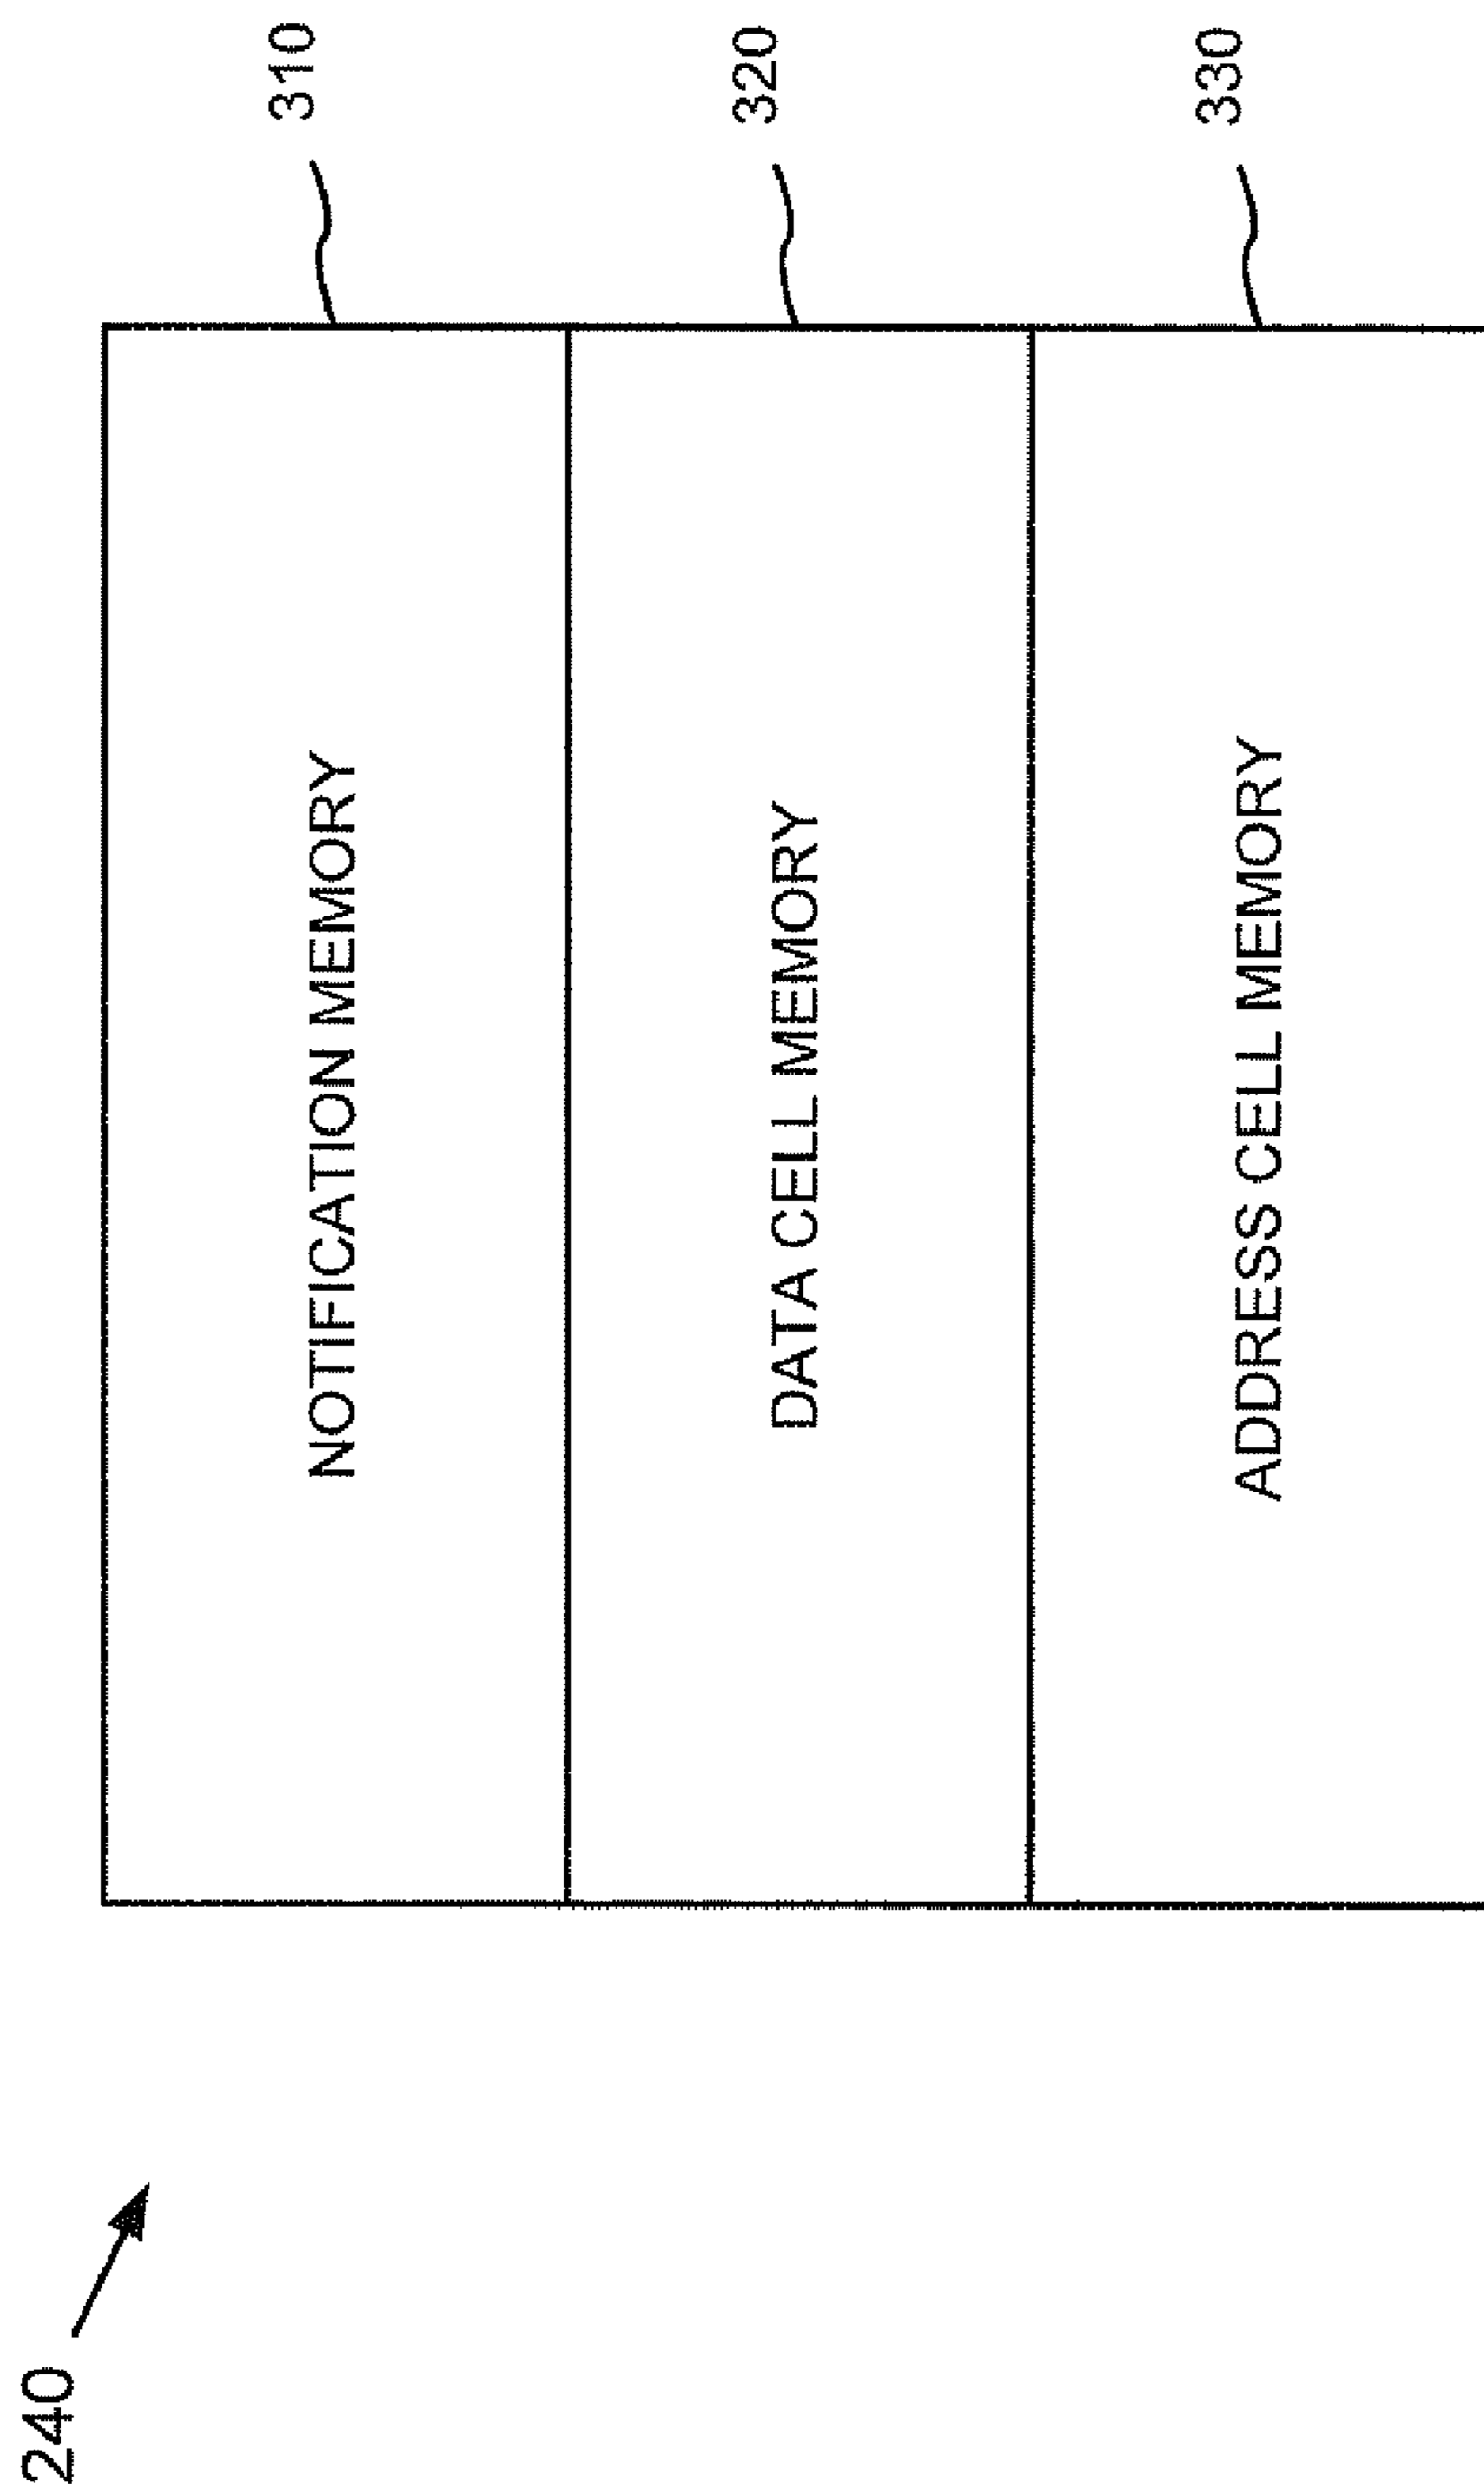 240
NOTIFICATION MEMORY
310
DATA CELL MEMORY
320
ADDRESS CELL MEMORY
330